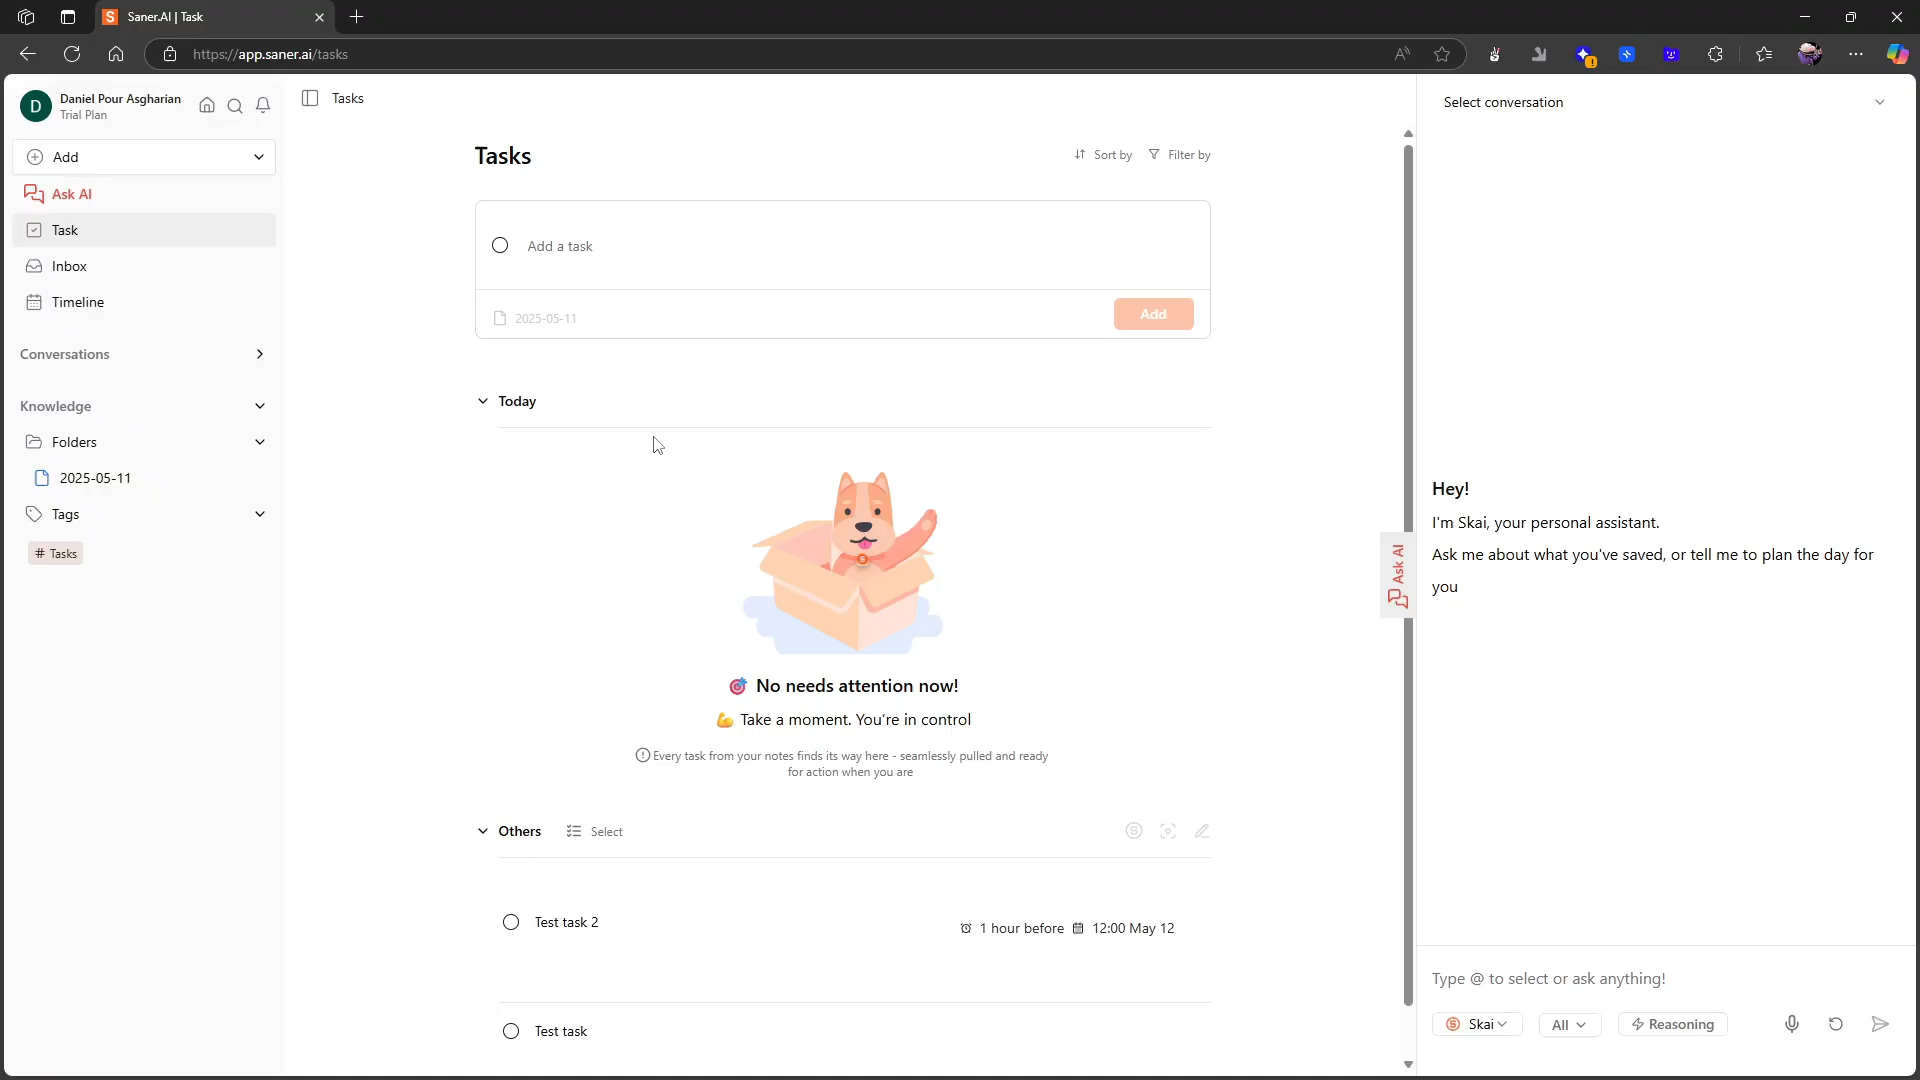 Saner.AI | Task
https://app.saner.ai/tasks
D
Daniel Pour Asgharian
Trial Plan
Add
Ask AI
Task
Inbox
Timeline
Conversations
Knowledge
Folders
2025-05-11
Tags
# Tasks
Tasks
Tasks
Sort by
Filter by
Add a task
2025-05-11
Add
Today
No needs attention now!
Take a moment. You're in control
Every task from your notes finds its way here - seamlessly pulled and ready
for action when you are
Others
Select
Test task 2
1 hour before
12:00 May 12
Test task
Ask AI
Select conversation
Hey!
I'm Skai, your personal assistant.
Ask me about what you've saved, or tell me to plan the day for
you
Type @ to select or ask anything!
Skai
All
Reasoning